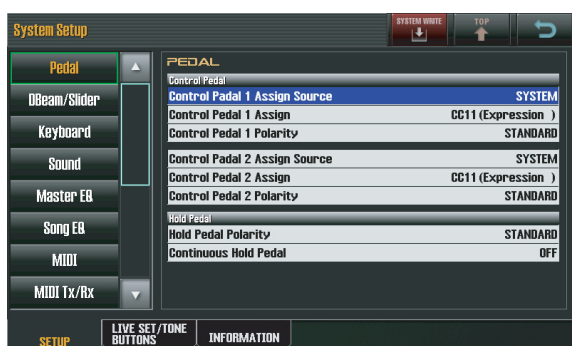 System Setup
SYSTEM WRITE
TOP
Pedal
DBeam/Slider
Keyboard
Sound
Master EQ
Song EQ
MIDI
MIDI Tx/Rx
PEDAL
Control Pedal
Control Padal 1 Assign Source SYSTEM
Control Pedal 1 Assign CC11(Expression )
Control Pedal 1 Polarity STANDARD
Control Padal 2 Assign Source SYSTEM
Control Pedal 2 Assign CC11(Expression )
Control Pedal 2 Polarity STANDARD
Hold Pedal
Hold Pedal Polarity STANDARD
Continuous Hold Pedal OFF
SETUP
LIVE SET/TONE
BUTTONS
INFORMATION